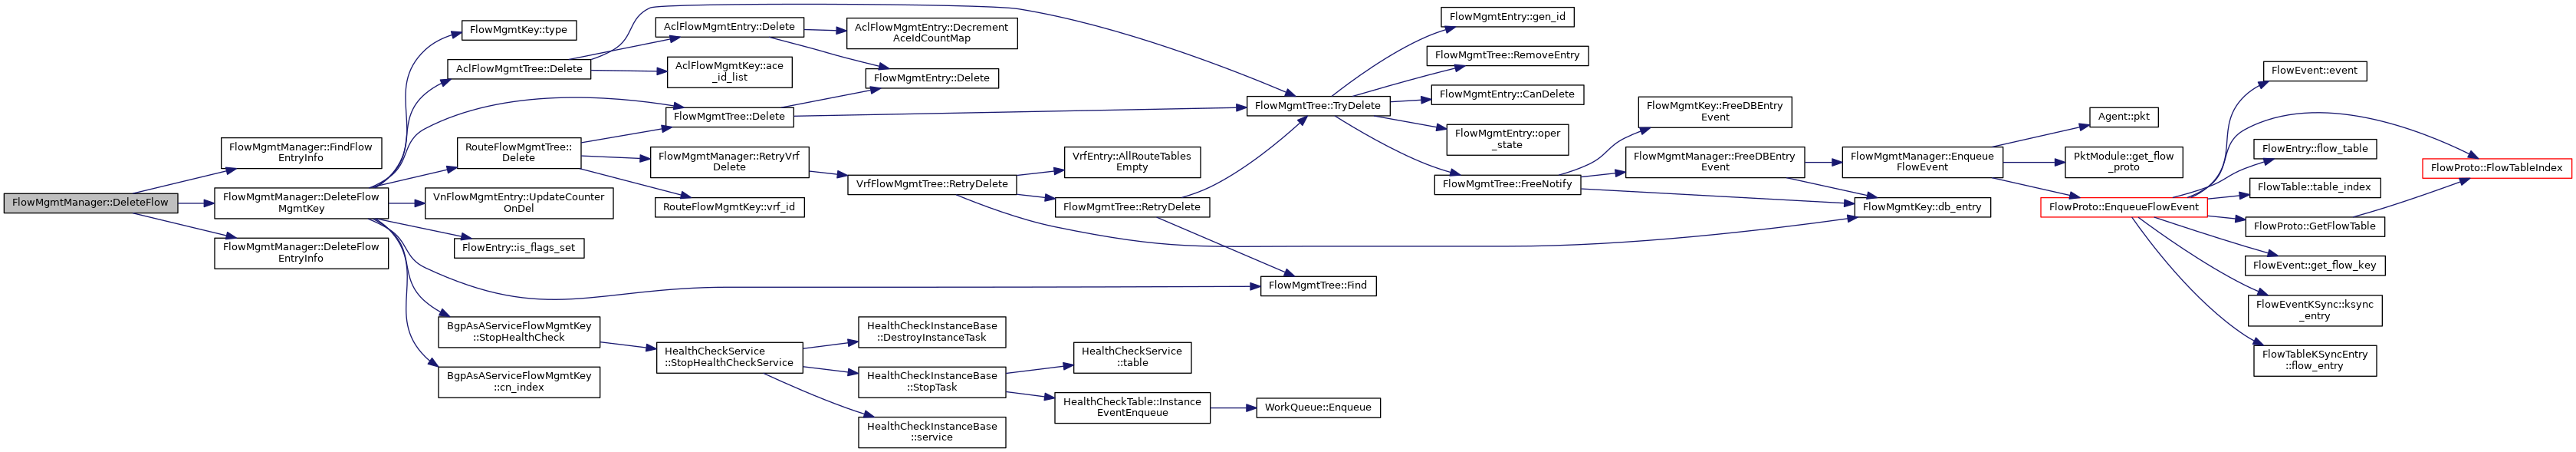 FlowMgmtManager::DeleteFlow
FlowMgmtManager::FindFlow
EntryInfo
FlowMgmtManager::DeleteFlow
MgmtKey
FlowMgmtManager::DeleteFlow
EntryInfo
FlowMgmtKey::type
AclFlowMgmtTree::Delete
RouteFlowMgmtTree::
Delete
VnFlowMgmtEntry::UpdateCounter
OnDel
FlowEntry::is_flags_set
BgpAsAServiceFlowMgmtKey
::StopHealthCheck
BgpAsAServiceFlowMgmtKey
::cn_index
AclFlowMgmtEntry::Delete
AclFlowMgmtKey::ace
_id_list
FlowMgmtTree::Delete
FlowMgmtManager::RetryVrf
Delete
RouteFlowMgmtKey::vrf_id
HealthCheckService
::StopHealthCheckService
AclFlowMgmtEntry::Decrement
AceIdCountMap
FlowMgmtEntry::Delete
VrfFlowMgmtTree::RetryDelete
HealthCheckInstanceBase
::DestroyInstanceTask
HealthCheckInstanceBase
::StopTask
HealthCheckInstanceBase
::service
VrfEntry::AllRouteTables
Empty
FlowMgmtTree::RetryDelete
HealthCheckService
::table
HealthCheckTable::Instance
EventEnqueue
FlowMgmtTree::TryDelete
FlowMgmtTree::Find
WorkQueue::Enqueue
FlowMgmtEntry::gen_id
FlowMgmtTree::RemoveEntry
FlowMgmtEntry::CanDelete
FlowMgmtEntry::oper
_state
FlowMgmtTree::FreeNotify
FlowMgmtKey::FreeDBEntry
Event
FlowMgmtManager::FreeDBEntry
Event
FlowMgmtManager::Enqueue
FlowEvent
FlowMgmtKey::db_entry
Agent::pkt
PktModule::get_flow
_proto
FlowProto::EnqueueFlowEvent
FlowEvent::event
FlowEntry::flow_table
FlowTable::table_index
FlowProto::GetFlowTable
FlowEvent::get_flow_key
FlowEventKSync::ksync
_entry
FlowTableKSyncEntry
::flow_entry
FlowProto::FlowTableIndex